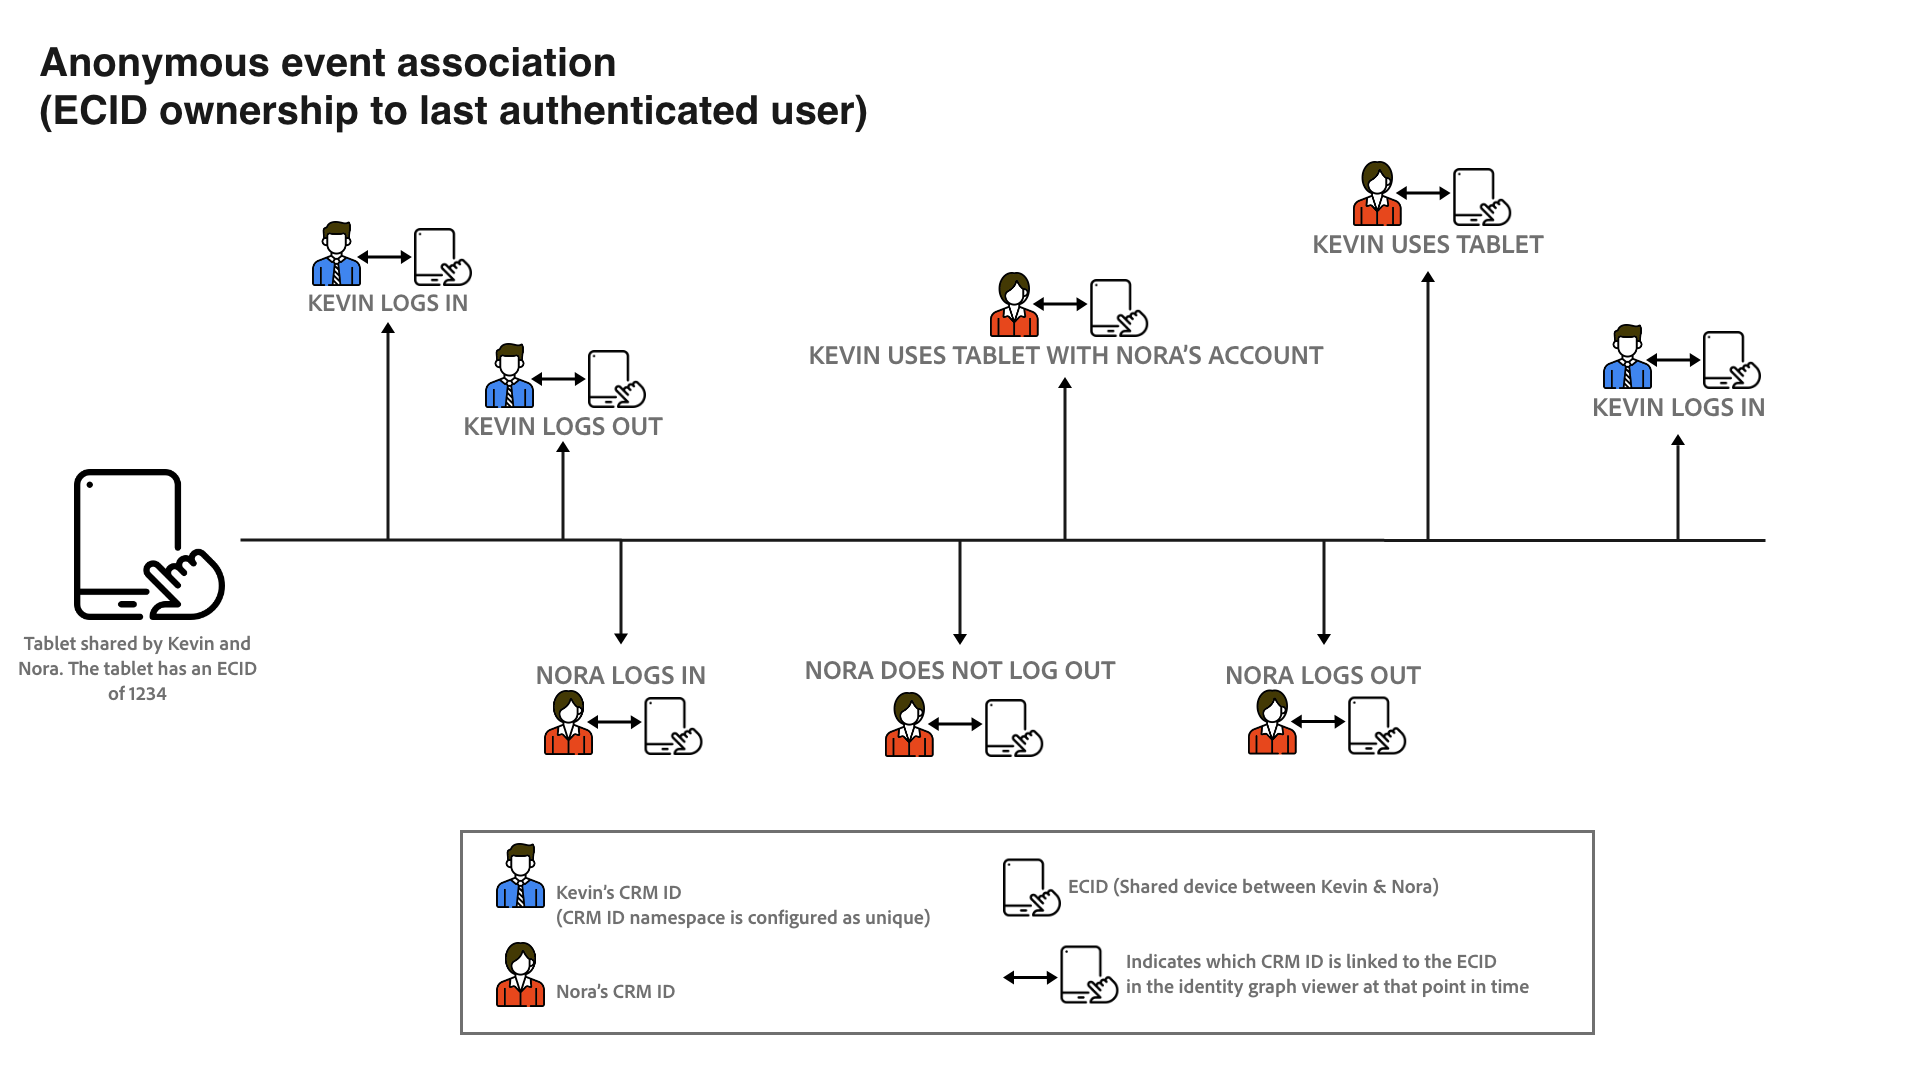 Anonymous event association
(ECID ownership to last authenticated user)
KEVIN LOGS IN
KEVIN LOGS OUT
KEVIN USES TABLET WITH NORA’S ACCOUNT
KEVIN USES TABLET
KEVIN LOGS IN
Tablet shared by Kevin and
Nora. The tablet has an ECID
of 1234
NORA LOGS IN
NORA DOES NOT LOG OUT
NORA LOGS OUT
Kevin’s CRM ID
(CRM ID namespace is configured as unique)
Nora’s CRM ID
ECID (Shared device between Kevin & Nora)
Indicates which CRM ID is linked to the ECID
in the identity graph viewer at that point in time